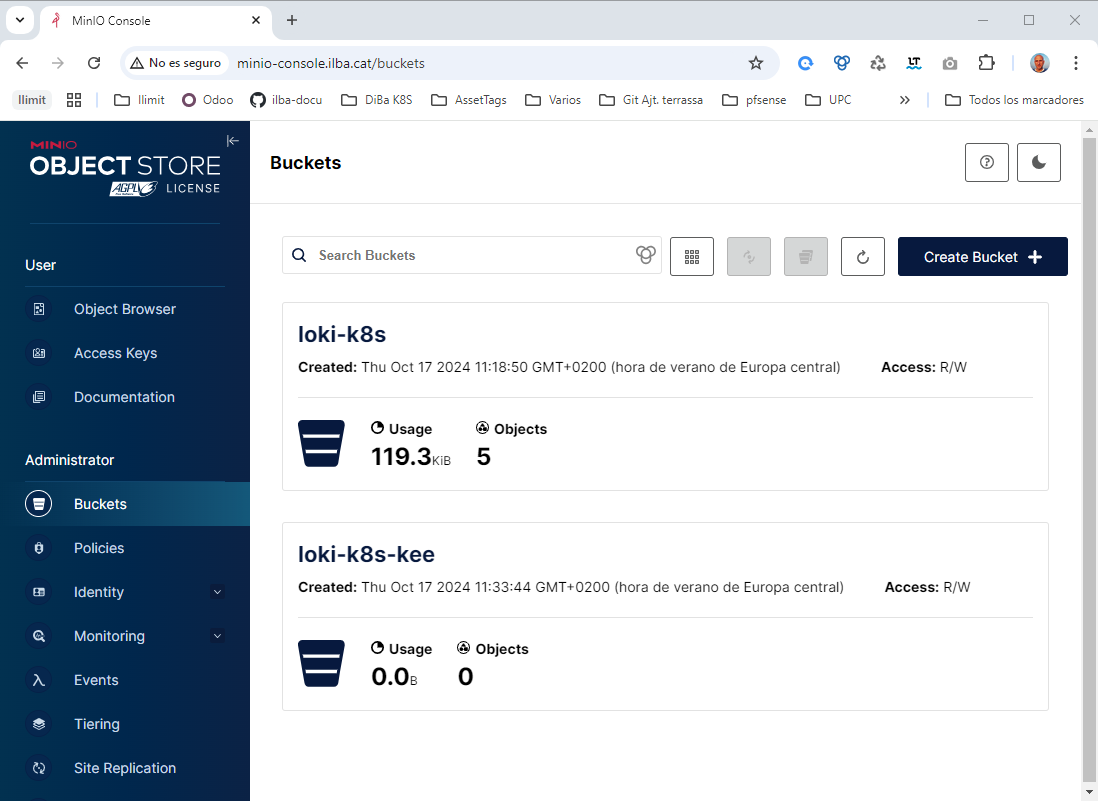 MinIO Console
No es seguro
minio-console.ilba.cat/buckets
Ilimit
Ilimit
Odoo
ilba-docu
DiBa K8S
AssetTags
Varios
Git Ajt. terrassa
pfsense
UPC
Todos los marcadores
MINIO
OBJECT STORE
AGPLv3 LICENSE
Buckets
User
Object Browser
Access Keys
Documentation
Administrator
Buckets
Policies
Identity
Monitoring
Events
Tiering
Site Replication
Search Buckets
Create Bucket
loki-k8s
Created: Thu Oct 17 2024 11:18:50 GMT+0200 (hora de verano de Europa central) Access: R/W
Usage Objects
119.3KiB 5
loki-k8s-kee
Created: Thu Oct 17 2024 11:33:44 GMT+0200 (hora de verano de Europa central) Access: R/W
Usage Objects
0.0B 0